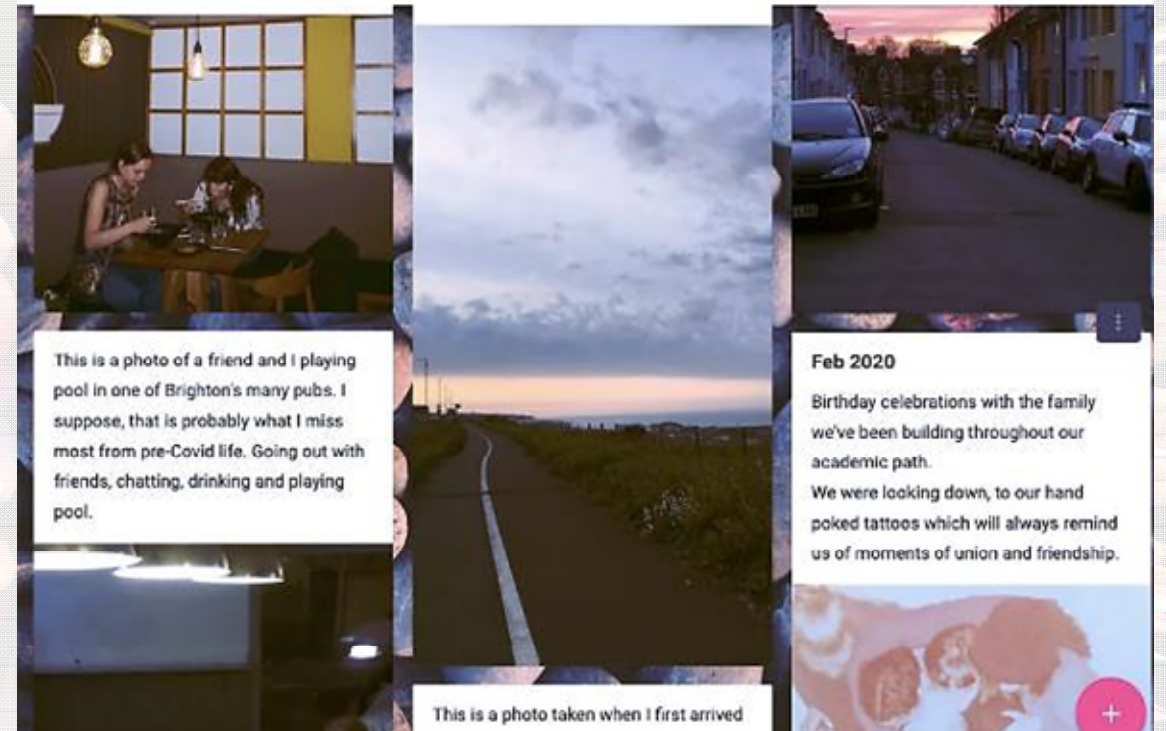 This is a photo of a friend and I playing
pool in one of Brighton's many pubs. I
suppose, that is probably what I miss
most from pre-Covid life. Going out with
friends, chatting, drinking and playing
pool.
This is a photo taken when I first arrived
Feb 2020
Birthday celebrations with the family
we've been building throughout our
academic path.
We were looking down, to our hand
poked tattoos which will always remind
us of moments of union and friendship.